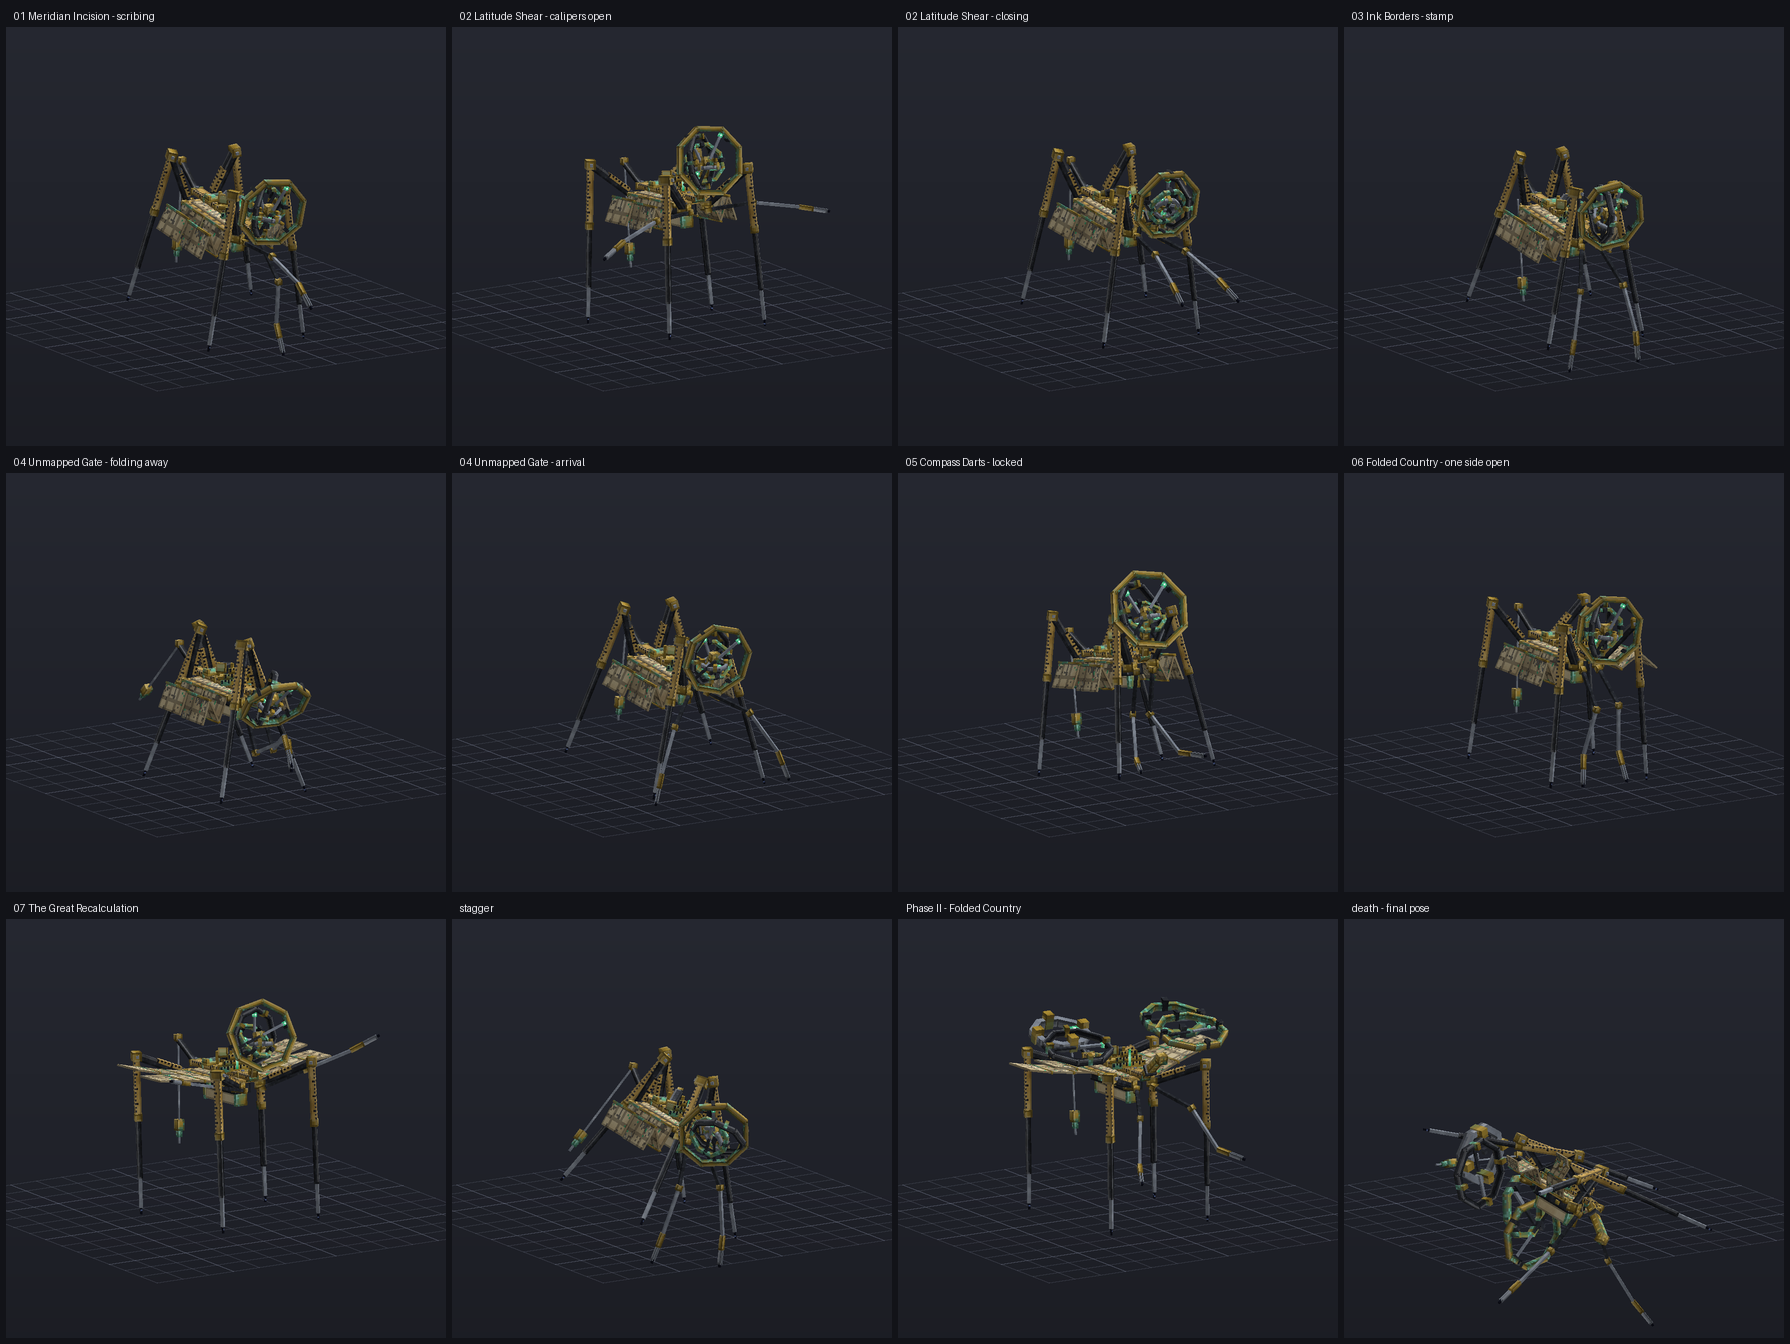 01 Meridian Incision - scribing
02 Latitude Shear - calipers open
02 Latitude Shear - closing
03 Ink Borders - stamp
04 Unmapped Gate - folding away
04 Unmapped Gate - arrival
05 Compass Darts - locked
06 Folded Country - one side open
07 The Great Recalculation
stagger
Phase II - Folded Country
death - final pose